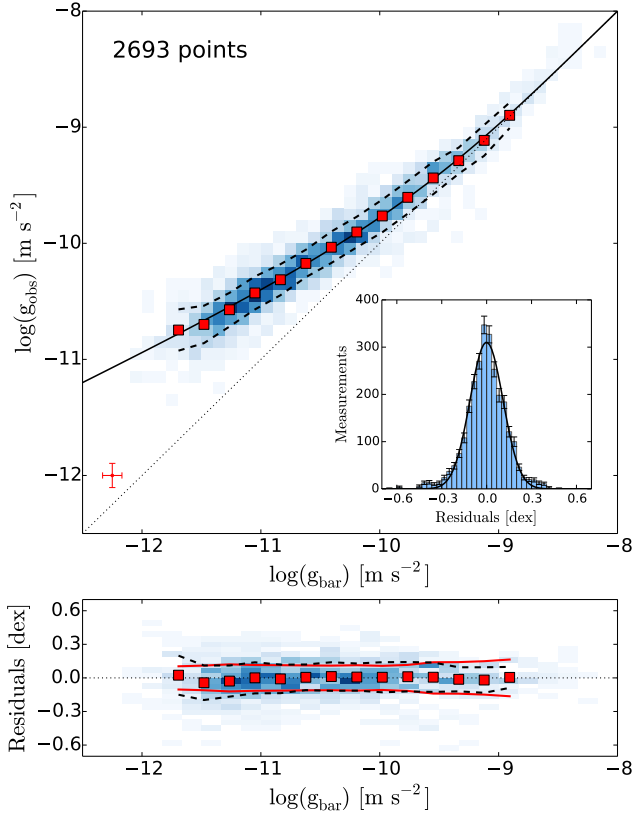 2693 points
−8
−9
−10
−11
−12
log(g_obs) [m s⁻²]
−12 −11 −10 −9 −8
log(g_bar) [m s⁻²]
400
300
200
100
0
Measurements
−0.6 −0.3 0.0 0.3 0.6
Residuals [dex]
0.6
0.3
0.0
−0.3
−0.6
Residuals [dex]
−12 −11 −10 −9 −8
log(g_bar) [m s⁻²]